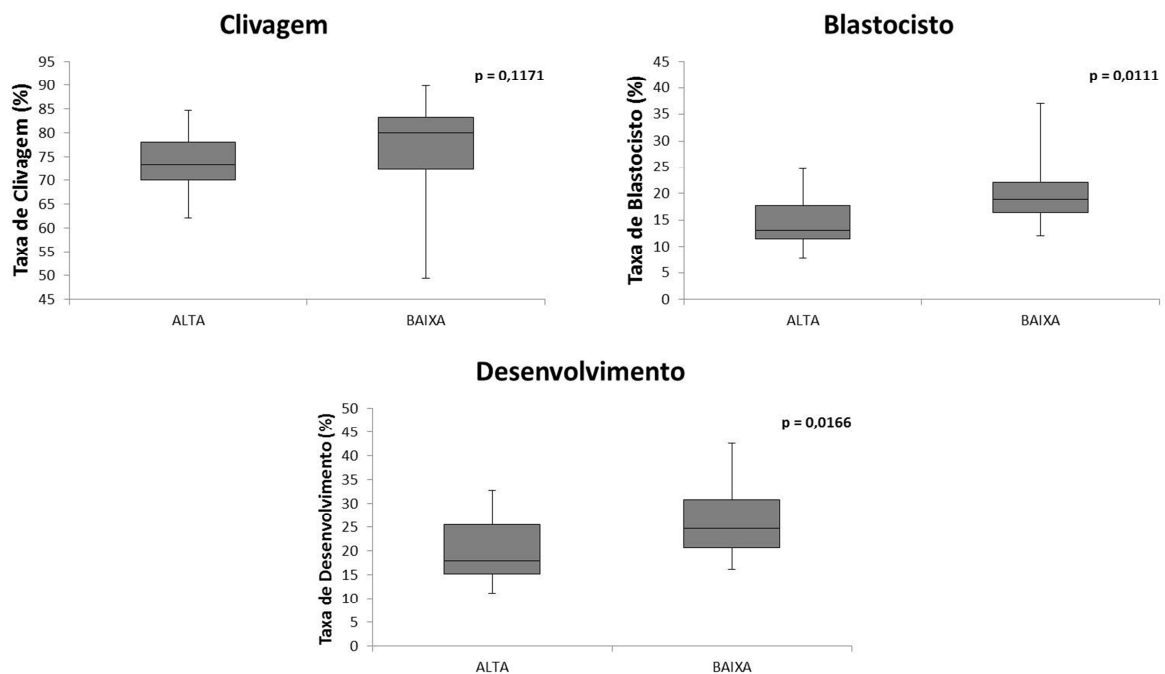 Clivagem
Taxa de Clivagem (%)
95
90
85
80
75
70
65
60
55
50
45
p = 0,1171
ALTA
BAIXA
Blastocisto
Taxa de Blastocisto (%)
45
40
35
30
25
20
15
10
5
0
p = 0,0111
ALTA
BAIXA
Desenvolvimento
Taxa de Desenvolvimento (%)
50
45
40
35
30
25
20
15
10
5
0
p = 0,0166
ALTA
BAIXA